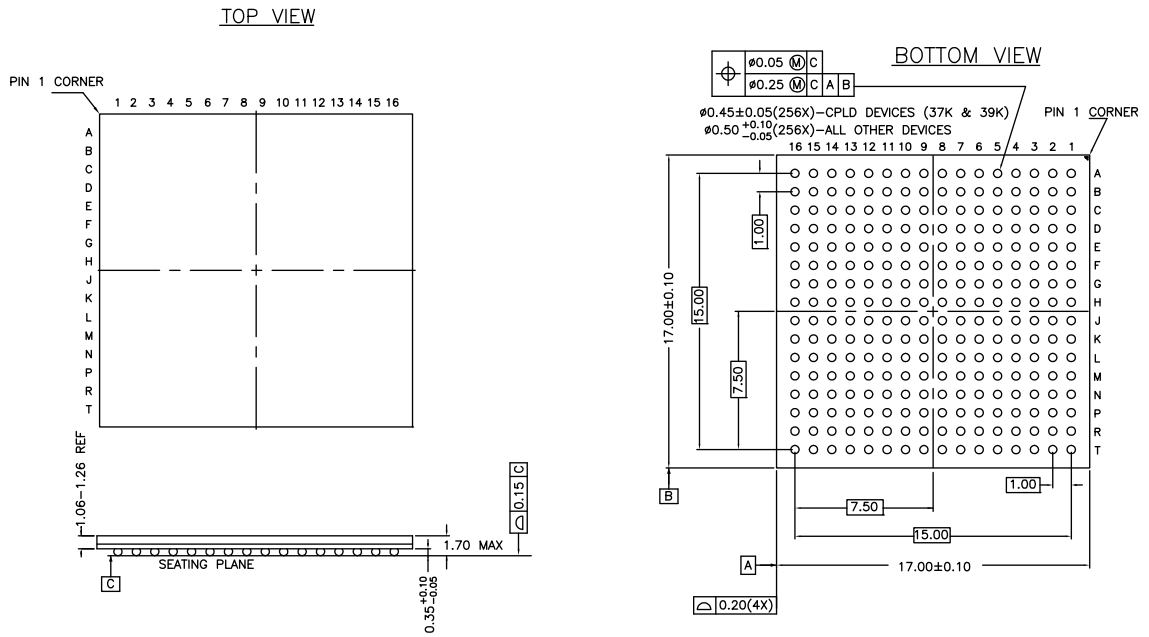 TOP VIEW
PIN 1 CORNER
1 2 3 4 5 6 7 8 9 10 11 12 13 14 15 16
A
B
C
D
E
F
G
H
J
K
L
M
N
P
R
T
1.06-1.26 REF
SEATING PLANE
C
0.15 C
1.70 MAX
0.35 +0.10 -0.05
BOTTOM VIEW
ø0.05 Ⓜ C
ø0.25 Ⓜ C A B
ø0.45±0.05(256X)-CPLD DEVICES (37K & 39K)
ø0.50 +0.10 -0.05 (256X)-ALL OTHER DEVICES
PIN 1 CORNER
16 15 14 13 12 11 10 9 8 7 6 5 4 3 2 1
A
B
C
D
E
F
G
H
J
K
L
M
N
P
R
T
1.00
15.00
17.00±0.10
7.50
B
1.00
7.50
15.00
A
17.00±0.10
0.20(4X)